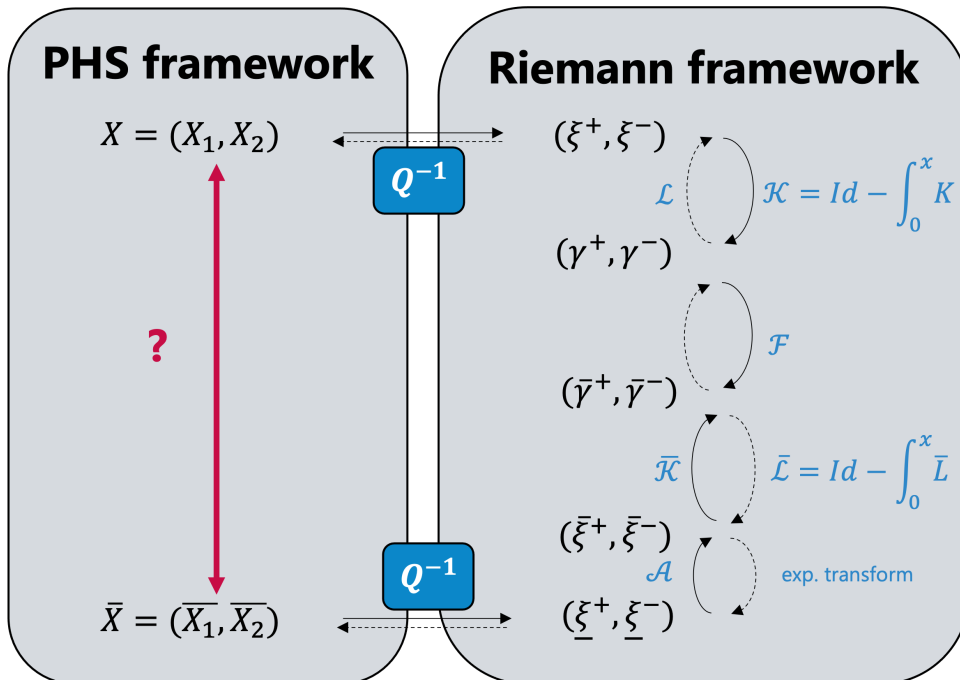 PHS framework
Riemann framework
X = (X₁, X₂)
(ξ⁺, ξ⁻)
Q⁻¹
ℒ
𝒦 = Id − ∫₀ˣ K
(γ⁺, γ⁻)
?
ℱ
(γ̄⁺, γ̄⁻)
𝒦̄
ℒ̄ = Id − ∫₀ˣ L̄
(ξ̄⁺, ξ̄⁻)
Q⁻¹
𝒜
exp. transform
X̄ = (X̄₁, X̄₂)
(ξ̲⁺, ξ̲⁻)